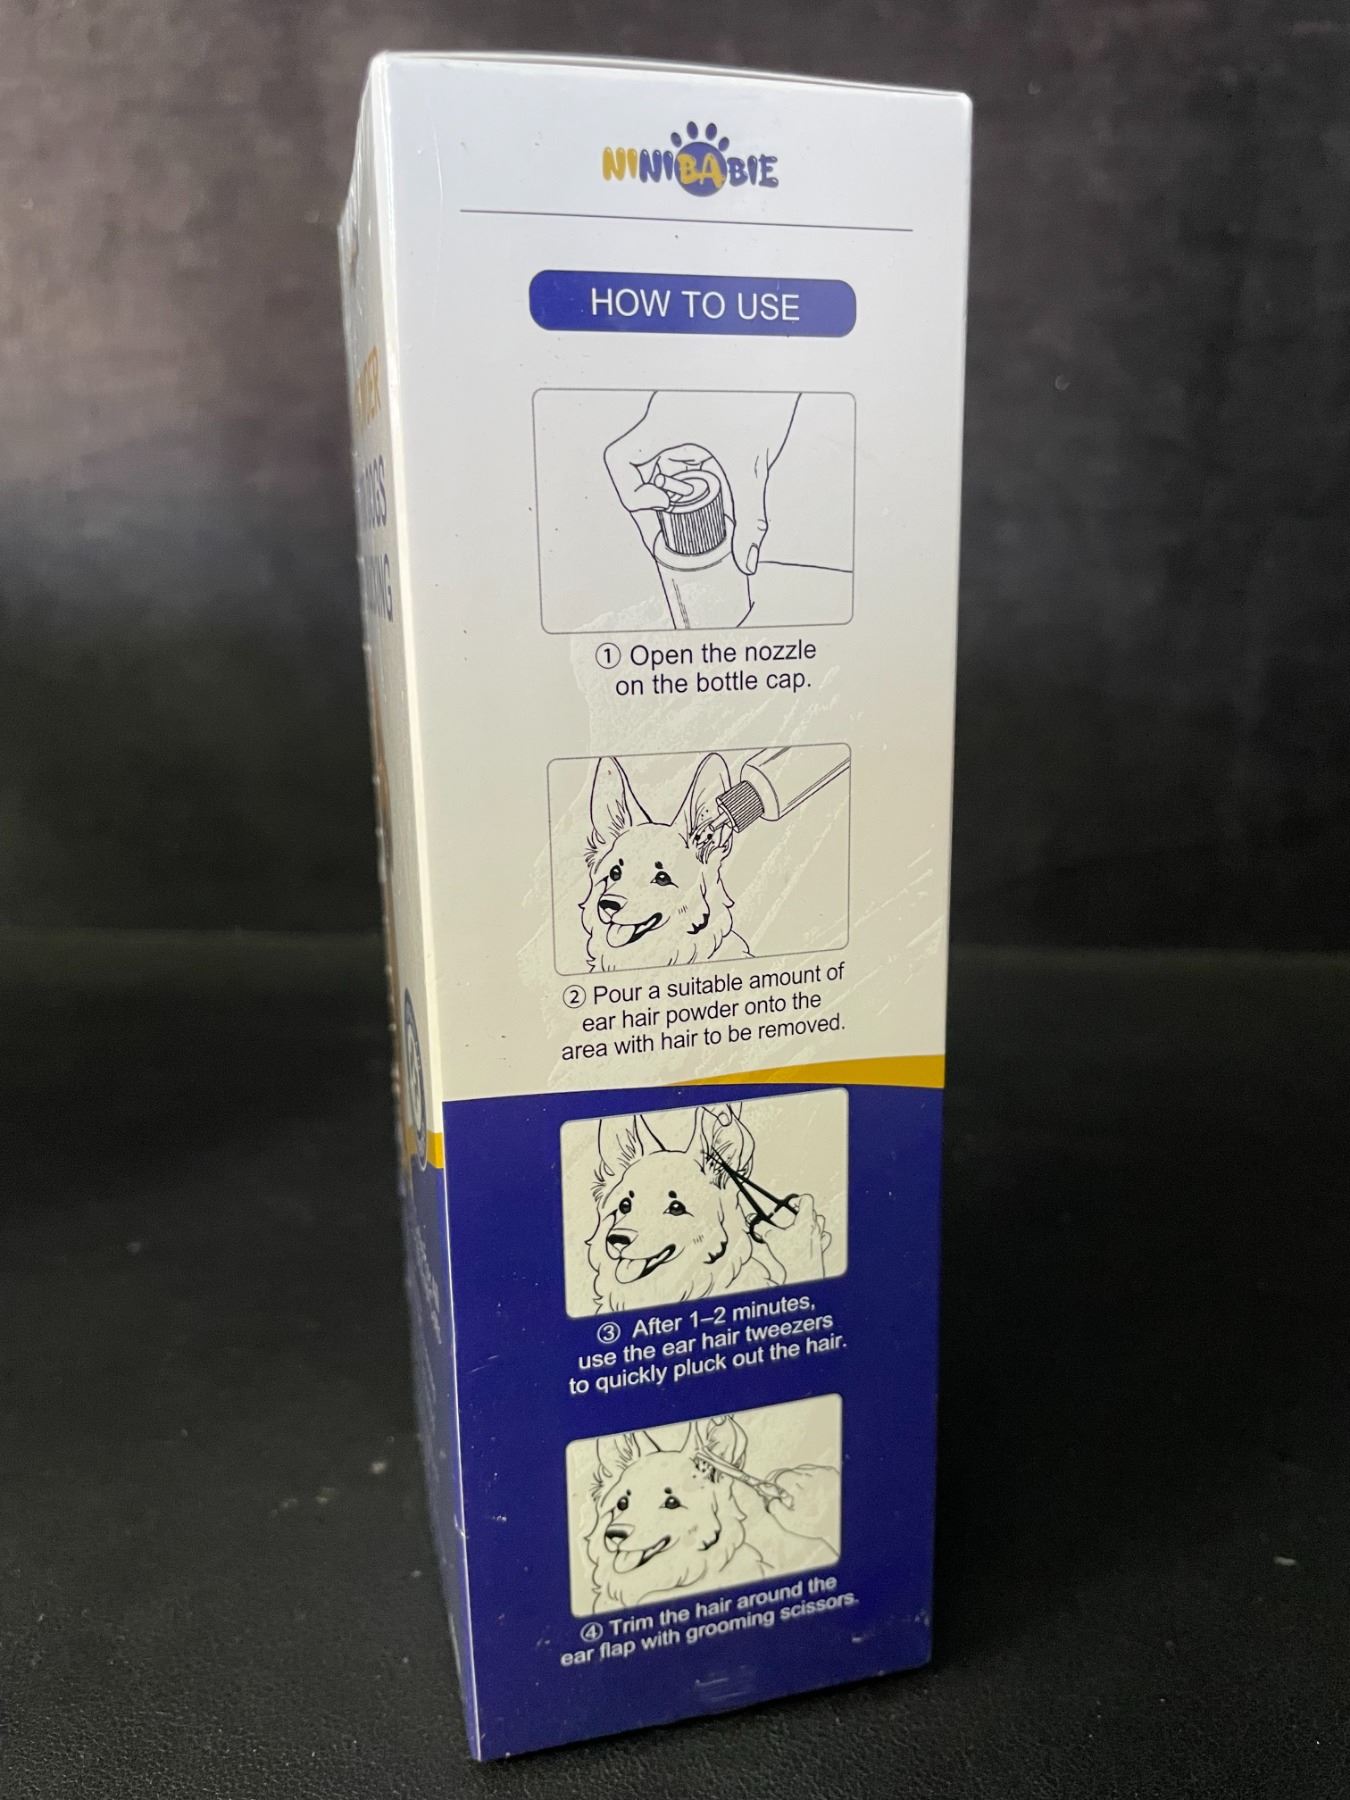 NINIBABIE
HOW TO USE
① Open the nozzle
on the bottle cap.
② Pour a suitable amount of
ear hair powder onto the
area with hair to be removed.
③ After 1–2 minutes,
use the ear hair tweezers
to quickly pluck out the hair.
④ Trim the hair around the
ear flap with grooming scissors.